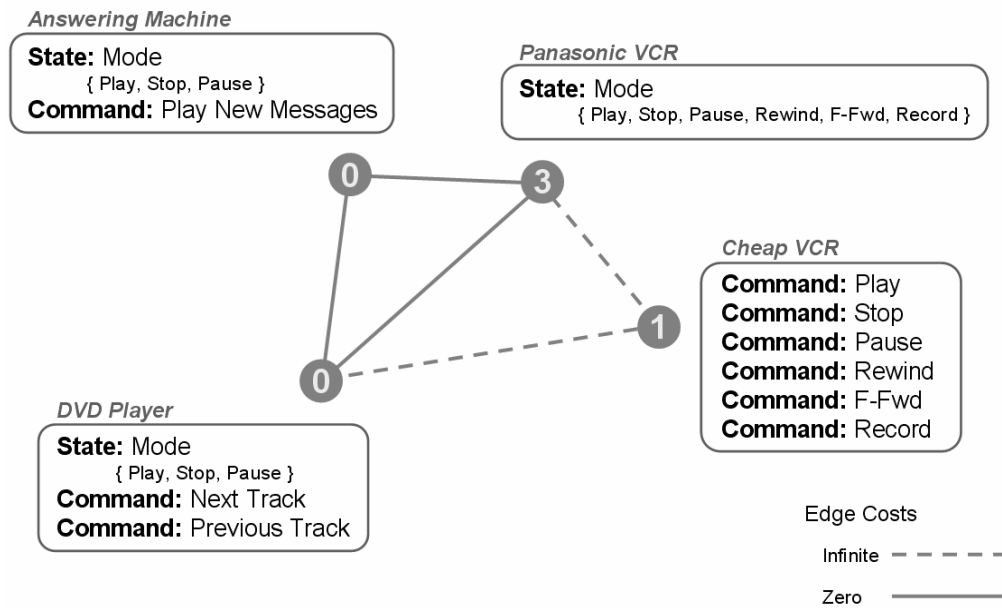 Answering Machine
State: Mode
{ Play, Stop, Pause }
Command: Play New Messages
Panasonic VCR
State: Mode
{ Play, Stop, Pause, Rewind, F-Fwd, Record }
0
3
Cheap VCR
Command: Play
Command: Stop
Command: Pause
Command: Rewind
Command: F-Fwd
Command: Record
1
0
DVD Player
State: Mode
{ Play, Stop, Pause }
Command: Next Track
Command: Previous Track
Edge Costs
Infinite
Zero